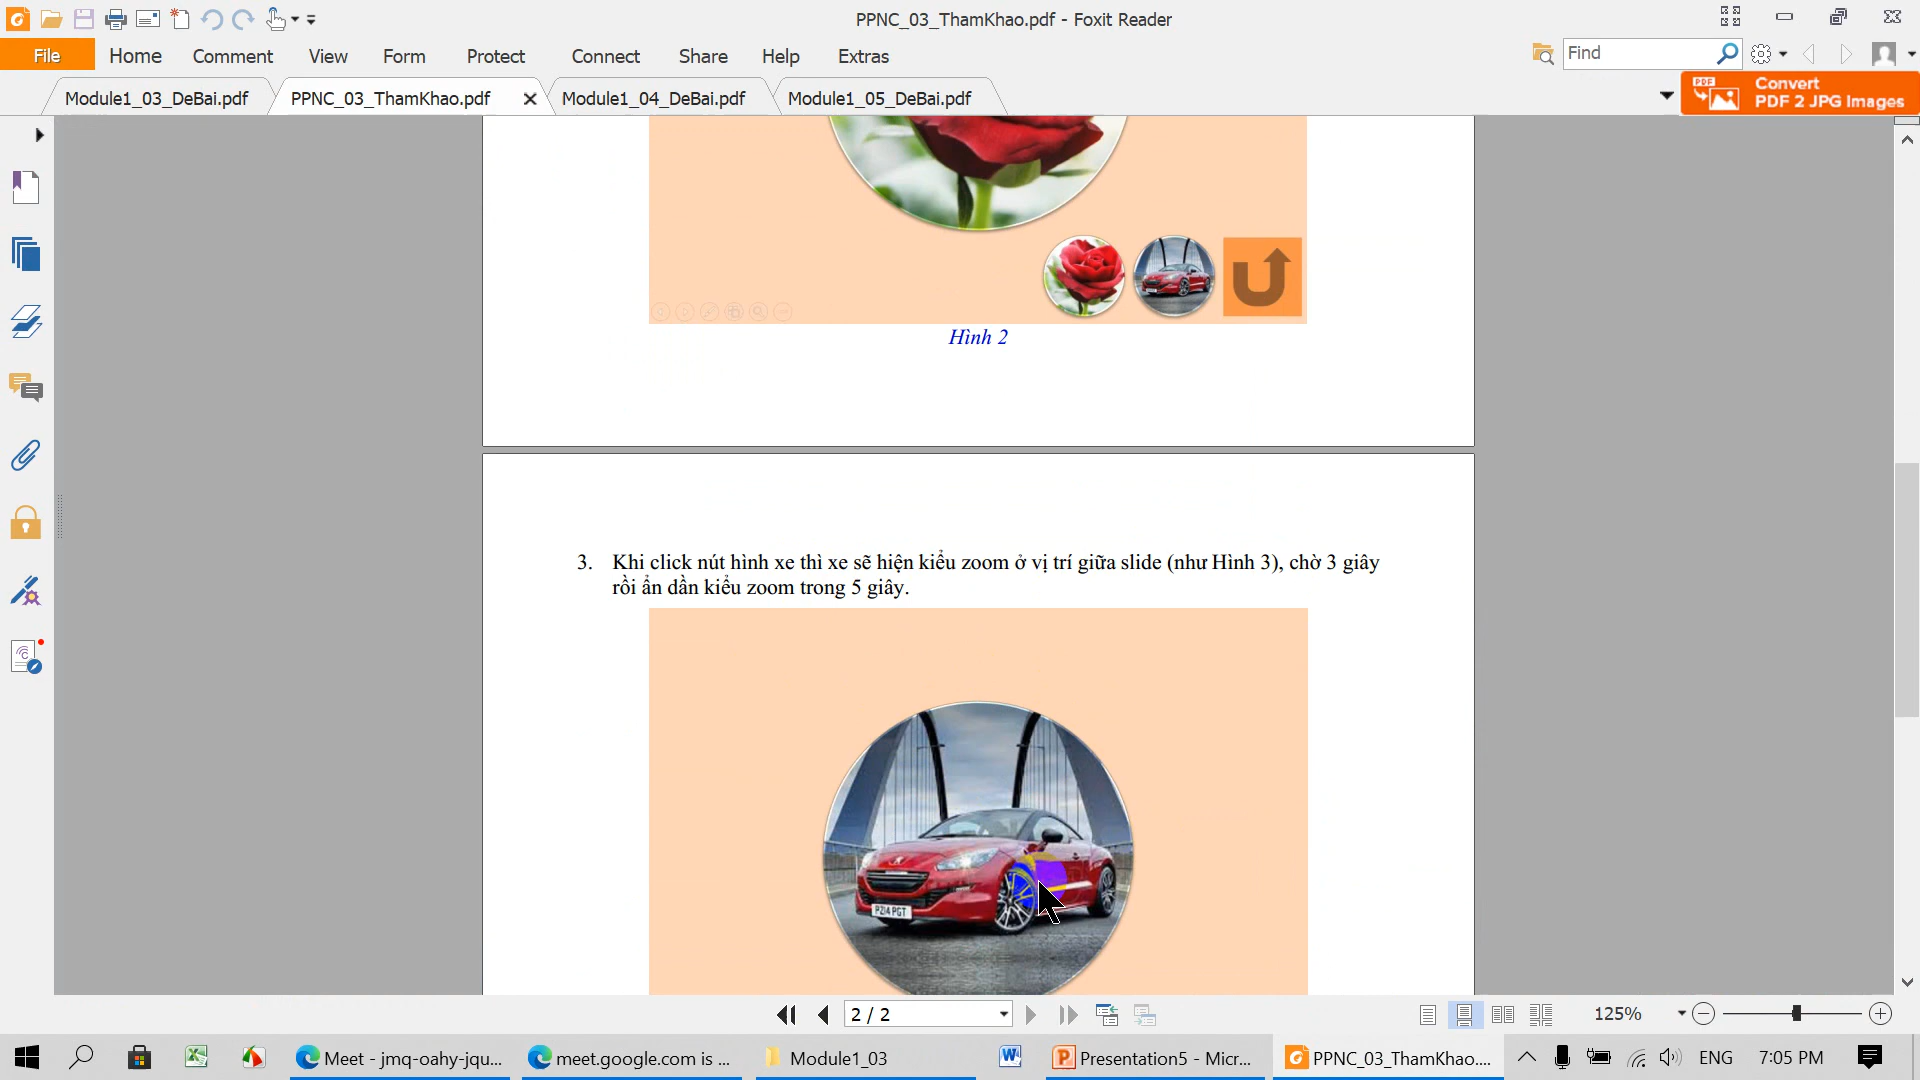 PPNC_03_ThamKhao.pdf - Foxit Reader
File Home Comment View Form Protect Connect Share Help Extras
Find
Module1_03_DeBai.pdf PPNC_03_ThamKhao.pdf Module1_04_DeBai.pdf Module1_05_DeBai.pdf
PDF Convert
PDF 2 JPG Images
Hình 2
3. Khi click nút hình xe thì xe sẽ hiện kiểu zoom ở vị trí giữa slide (như Hình 3), chờ 3 giây
rồi ẩn dần kiểu zoom trong 5 giây.
PZ14 PGT
2 / 2
125%
Meet - jmq-oahy-jqu... meet.google.com is ... Module1_03 Presentation5 - Micr... PPNC_03_ThamKhao.... ENG 7:05 PM